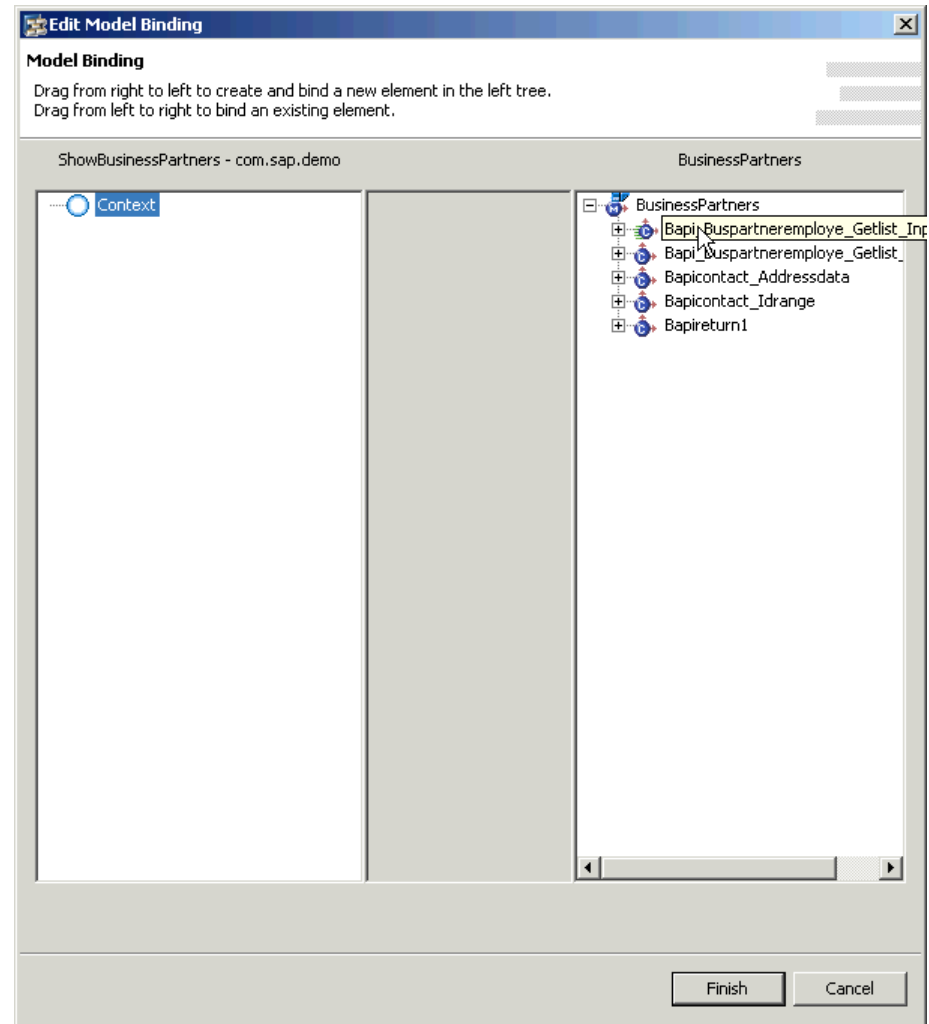 Edit Model Binding
Model Binding
Drag from right to left to create and bind a new element in the left tree.
Drag from left to right to bind an existing element.
ShowBusinessPartners - com.sap.demo
BusinessPartners
Context
BusinessPartners
Bapi_Buspartneremploye_Getlist_Inp
Bapi_Buspartneremploye_Getlist_
Bapicontact_Addressdata
Bapicontact_Idrange
Bapireturn1
Finish
Cancel